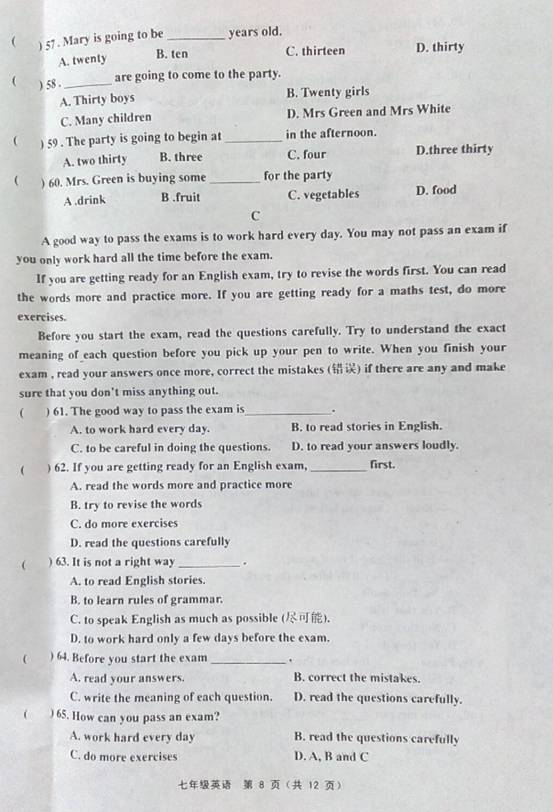 ( ) 57 . Mary is going to be ________ years old.
A. twenty B. ten C. thirteen D. thirty
( ) 58 . ________ are going to come to the party.
A. Thirty boys B. Twenty girls
C. Many children D. Mrs Green and Mrs White
( ) 59 . The party is going to begin at ________ in the afternoon.
A. two thirty B. three C. four D.three thirty
( ) 60. Mrs. Green is buying some ________ for the party
A .drink B .fruit C. vegetables D. food
C
A good way to pass the exams is to work hard every day. You may not pass an exam if
you only work hard all the time before the exam.
If you are getting ready for an English exam, try to revise the words first. You can read
the words more and practice more. If you are getting ready for a maths test, do more
exercises.
Before you start the exam, read the questions carefully. Try to understand the exact
meaning of each question before you pick up your pen to write. When you finish your
exam , read your answers once more, correct the mistakes (错误) if there are any and make
sure that you don't miss anything out.
( ) 61. The good way to pass the exam is____________.
A. to work hard every day. B. to read stories in English.
C. to be careful in doing the questions. D. to read your answers loudly.
( ) 62. If you are getting ready for an English exam, ________ first.
A. read the words more and practice more
B. try to revise the words
C. do more exercises
D. read the questions carefully
( ) 63. It is not a right way _________ .
A. to read English stories.
B. to learn rules of grammar.
C. to speak English as much as possible (尽可能).
D. to work hard only a few days before the exam.
( ) 64. Before you start the exam ___________ .
A. read your answers. B. correct the mistakes.
C. write the meaning of each question. D. read the questions carefully.
( ) 65. How can you pass an exam?
A. work hard every day B. read the questions carefully
C. do more exercises D. A, B and C
七年级英语 第 8 页（共 12 页）